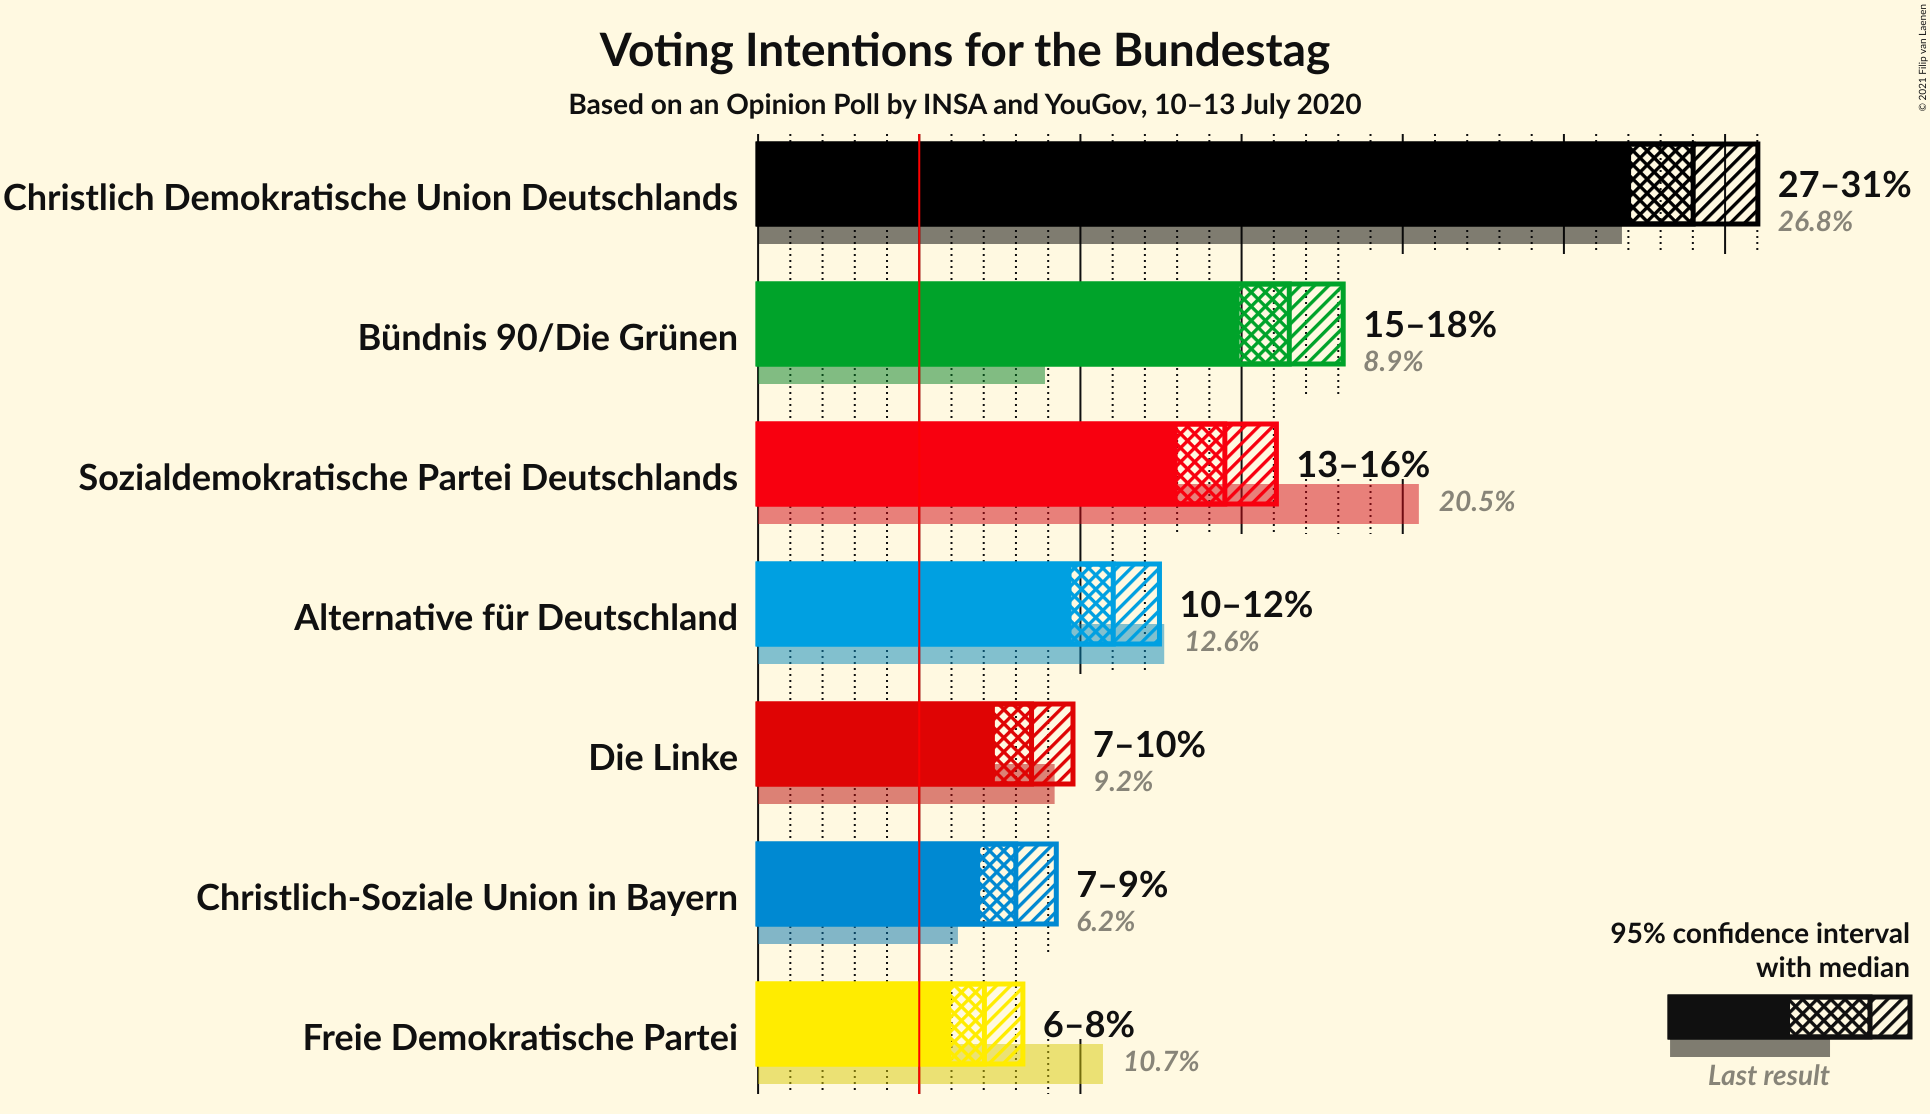 Voting Intentions for the Bundestag
Based on an Opinion Poll by INSA and YouGov, 10–13 July 2020
© 2021 Filip van Laenen
Christlich Demokratische Union Deutschlands
27–31%
26.8%
Bündnis 90/Die Grünen
15–18%
8.9%
Sozialdemokratische Partei Deutschlands
13–16%
20.5%
Alternative für Deutschland
10–12%
12.6%
Die Linke
7–10%
9.2%
Christlich-Soziale Union in Bayern
7–9%
6.2%
Freie Demokratische Partei
6–8%
10.7%
95% confidence interval
with median
Last result